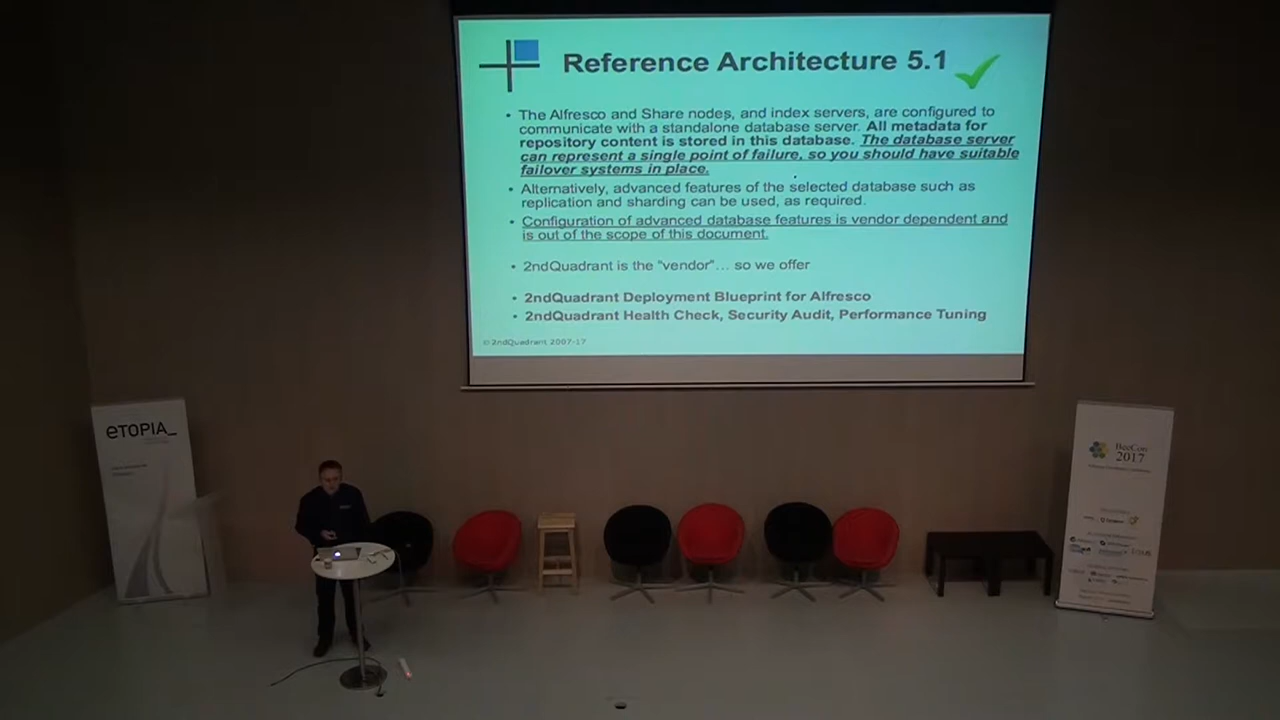 Reference Architecture 5.1
• The Alfresco and Share nodes, and index servers, are configured to
communicate with a standalone database server. All metadata for
repository content is stored in this database. The database server
can represent a single point of failure, so you should have suitable
failover systems in place.
• Alternatively, advanced features of the selected database such as
replication and sharding can be used, as required.
• Configuration of advanced database features is vendor dependent and
is out of the scope of this document.
• 2ndQuadrant is the "vendor"… so we offer
• 2ndQuadrant Deployment Blueprint for Alfresco
• 2ndQuadrant Health Check, Security Audit, Performance Tuning
© 2ndQuadrant 2007-17
eTOPIA_
BeeCon
2017